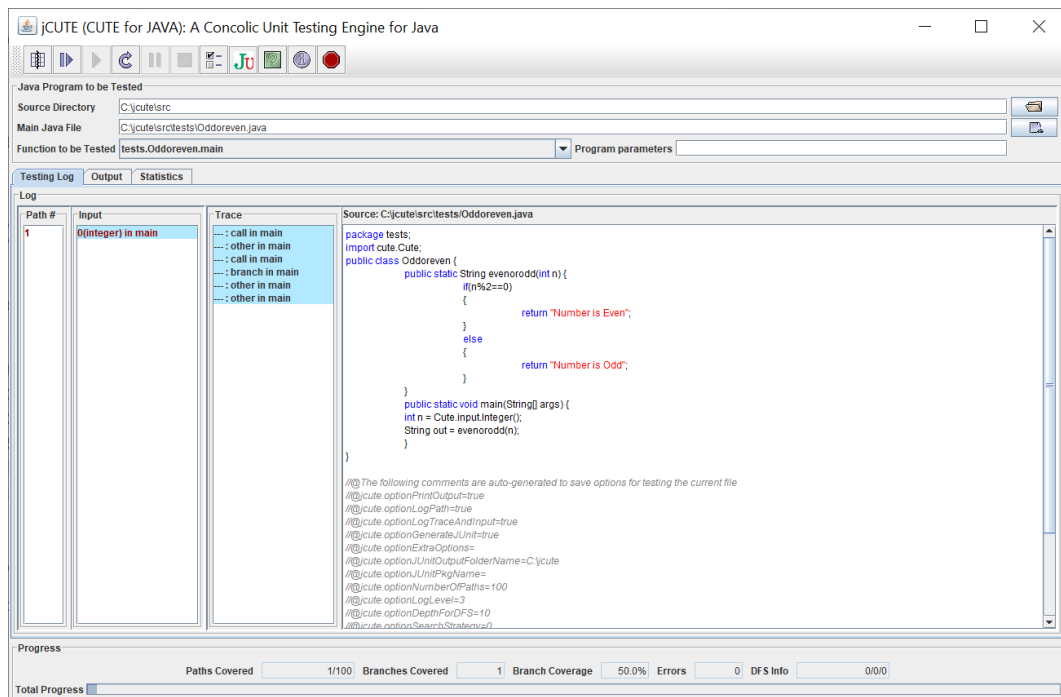 jCUTE (CUTE for JAVA): A Concolic Unit Testing Engine for Java
JU
Java Program to be Tested
Source Directory C:\jcute\src
Main Java File C:\jcute\src\tests\Oddoreven.java
Function to be Tested tests.Oddoreven.main Program parameters
Testing Log Output Statistics
Log
Path # Input Trace Source: C:\jcute\src\tests/Oddoreven.java
1 0(integer) in main
--- : call in main
--- : other in main
--- : call in main
--- : branch in main
--- : other in main
--- : other in main
package tests;
import cute.Cute;
public class Oddoreven {
public static String evenorodd(int n) {
if(n%2==0)
{
return "Number is Even";
}
else
{
return "Number is Odd";
}
}
public static void main(String[] args) {
int n = Cute.input.Integer();
String out = evenorodd(n);
}
}
//@The following comments are auto-generated to save options for testing the current file
//@jcute.optionPrintOutput=true
//@jcute.optionLogPath=true
//@jcute.optionLogTraceAndInput=true
//@jcute.optionGenerateJUnit=true
//@jcute.optionExtraOptions=
//@jcute.optionJUnitOutputFolderName=C:\jcute
//@jcute.optionJUnitPkgName=
//@jcute.optionNumberOfPaths=100
//@jcute.optionLogLevel=3
//@jcute.optionDepthForDFS=10
//@jcute.optionSearchStrategy=0
Progress
Paths Covered 1/100 Branches Covered 1 Branch Coverage 50.0% Errors 0 DFS Info 0/0/0
Total Progress